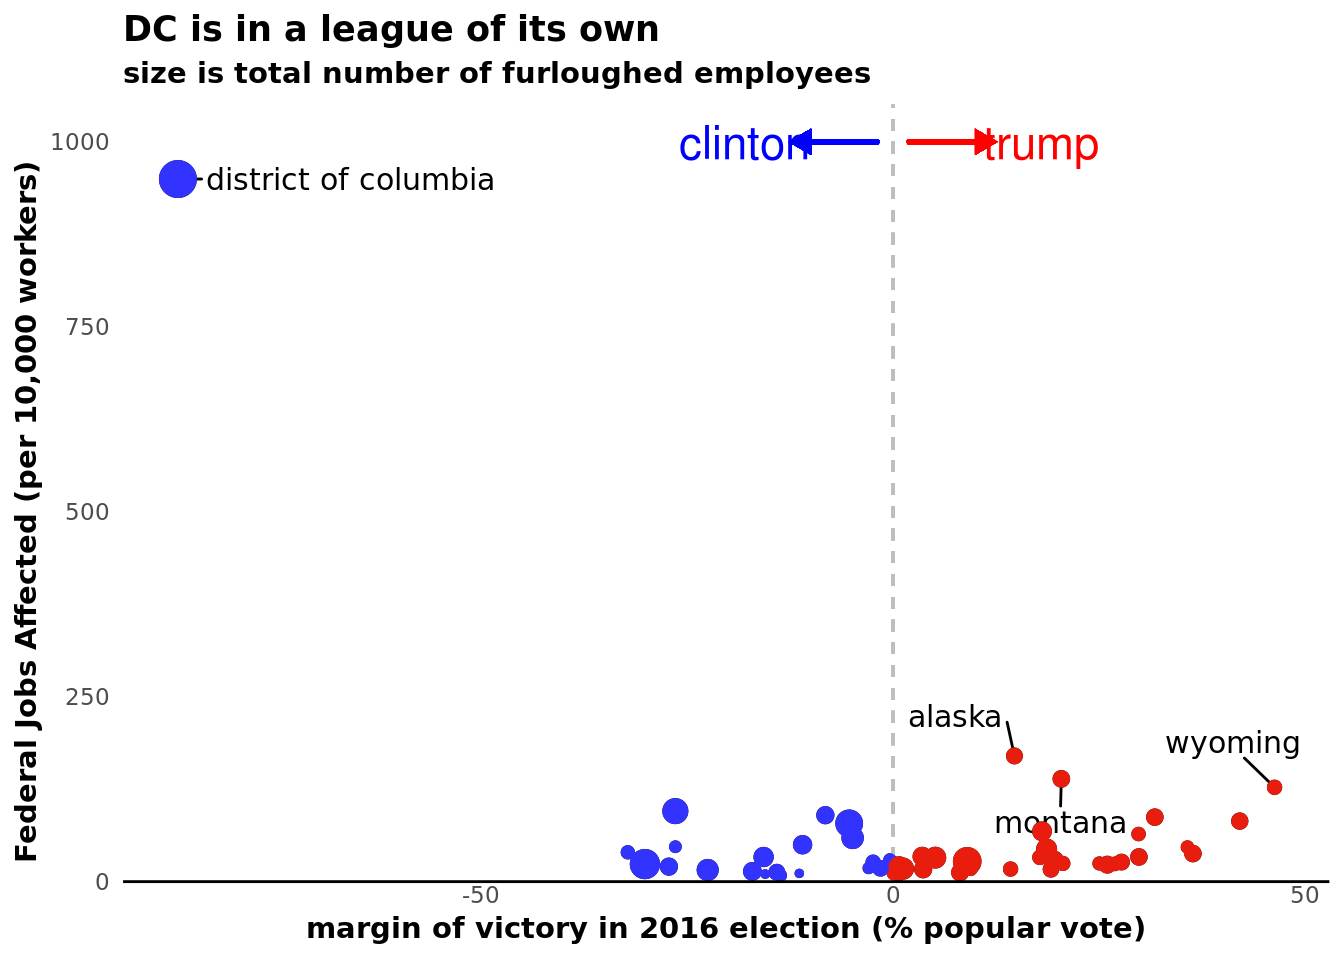 DC is in a league of its own
size is total number of furloughed employees
Federal Jobs Affected (per 10,000 workers)
1000
750
500
250
0
clinton
trump
district of columbia
alaska
wyoming
montana
-50
0
50
margin of victory in 2016 election (% popular vote)